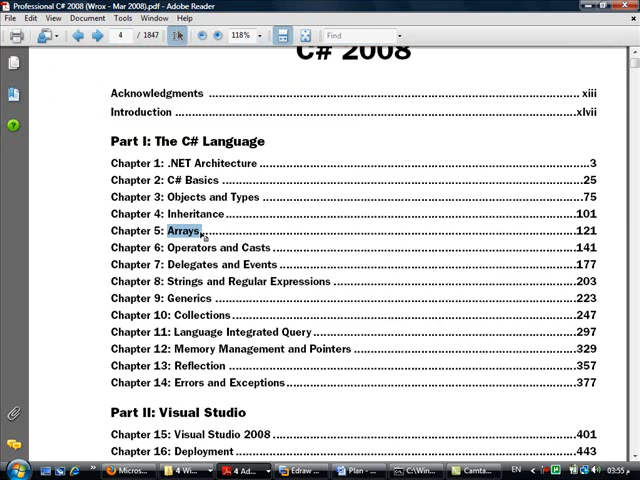 Professional C# 2008 (Wrox - Mar 2008).pdf - Adobe Reader
File Edit View Document Tools Window Help
4 / 1847 118% Find
C# 2008
Acknowledgments xiii
Introduction xlvii
Part I: The C# Language
Chapter 1: .NET Architecture 3
Chapter 2: C# Basics 25
Chapter 3: Objects and Types 75
Chapter 4: Inheritance 101
Chapter 5: Arrays 121
Chapter 6: Operators and Casts 141
Chapter 7: Delegates and Events 177
Chapter 8: Strings and Regular Expressions 203
Chapter 9: Generics 223
Chapter 10: Collections 247
Chapter 11: Language Integrated Query 297
Chapter 12: Memory Management and Pointers 329
Chapter 13: Reflection 357
Chapter 14: Errors and Exceptions 377
Part II: Visual Studio
Chapter 15: Visual Studio 2008 401
Chapter 16: Deployment 443
Micros... 4 Wi... 4 Ad... Edraw ... Plan - ... C:\Win... Camta... EN 03:55